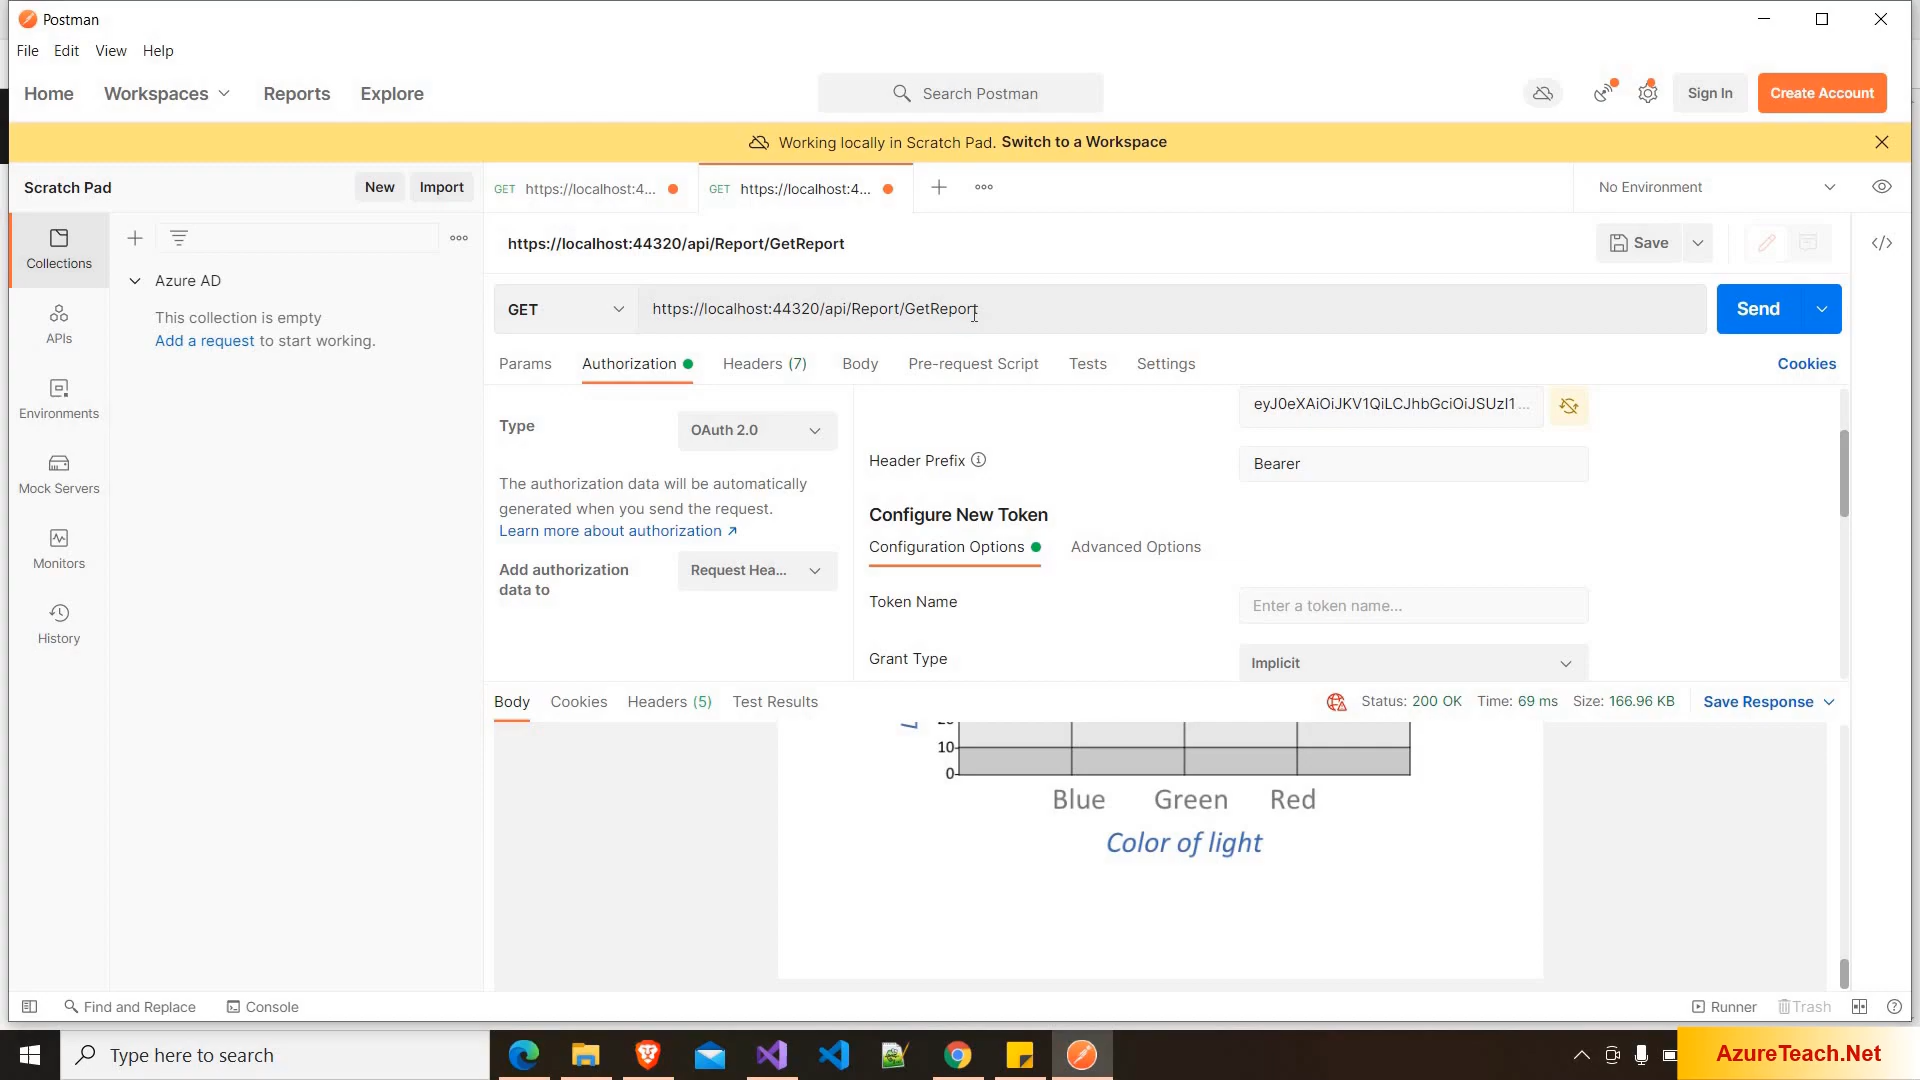 Postman
File Edit View Help
Home Workspaces Reports Explore Search Postman Sign In Create Account
Working locally in Scratch Pad. Switch to a Workspace
Scratch Pad New Import GET https://localhost:4... GET https://localhost:4... No Environment
https://localhost:44320/api/Report/GetReport Save
Collections
Azure AD
This collection is empty
Add a request to start working.
GET https://localhost:44320/api/Report/GetReport Send
APIs
Params Authorization Headers (7) Body Pre-request Script Tests Settings Cookies
Environments
Type OAuth 2.0
eyJ0eXAiOiJKV1QiLCJhbGciOiJSUzI1...
Header Prefix Bearer
Mock Servers
The authorization data will be automatically
generated when you send the request.
Learn more about authorization
Configure New Token
Configuration Options Advanced Options
Monitors
Add authorization
data to
Request Hea...
Token Name Enter a token name...
History
Grant Type Implicit
Body Cookies Headers (5) Test Results Status: 200 OK Time: 69 ms Size: 166.96 KB Save Response
10
0
Blue Green Red
Color of light
Find and Replace Console Runner Trash
Type here to search
AzureTeach.Net